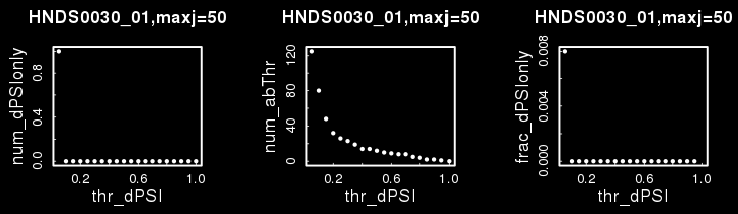 HNDS0030_01,maxj=50
num_dPSIonly
0.0 0.4 0.8
0.2 0.6 1.0
thr_dPSI
HNDS0030_01,maxj=50
num_abThr
0 40 80 120
0.2 0.6 1.0
thr_dPSI
HNDS0030_01,maxj=50
frac_dPSIonly
0.000 0.004 0.008
0.2 0.6 1.0
thr_dPSI